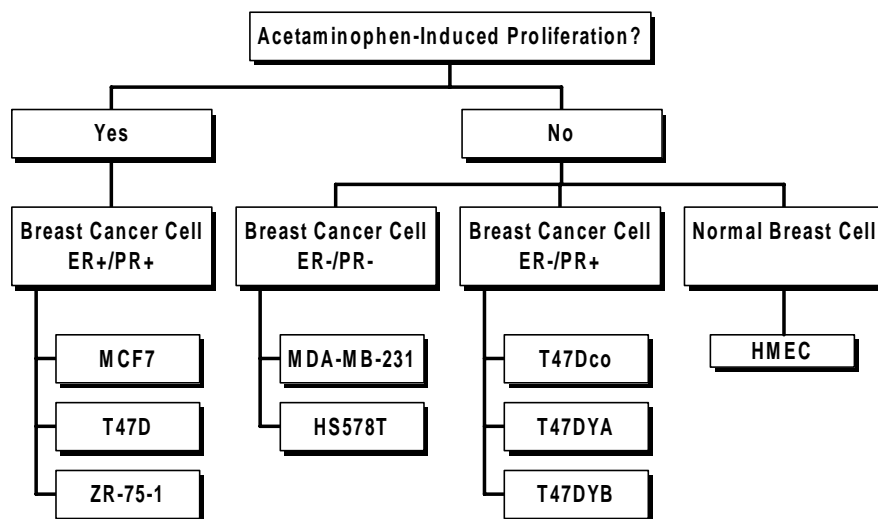 Acetaminophen-Induced Proliferation?
Yes
No
Breast Cancer Cell
ER+/PR+
Breast Cancer Cell
ER-/PR-
Breast Cancer Cell
ER-/PR+
Normal Breast Cell
MCF7
T47D
ZR-75-1
MDA-MB-231
HS578T
T47Dco
T47DYA
T47DYB
HMEC